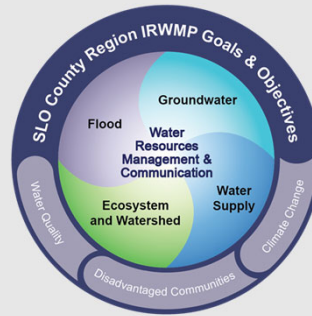 SLO County Region IRWMP Goals & Objectives
Groundwater
Flood
Water
Resources
Management &
Communication
Water
Supply
Ecosystem
and Watershed
Water Quality
Disadvantaged Communities
Climate Change